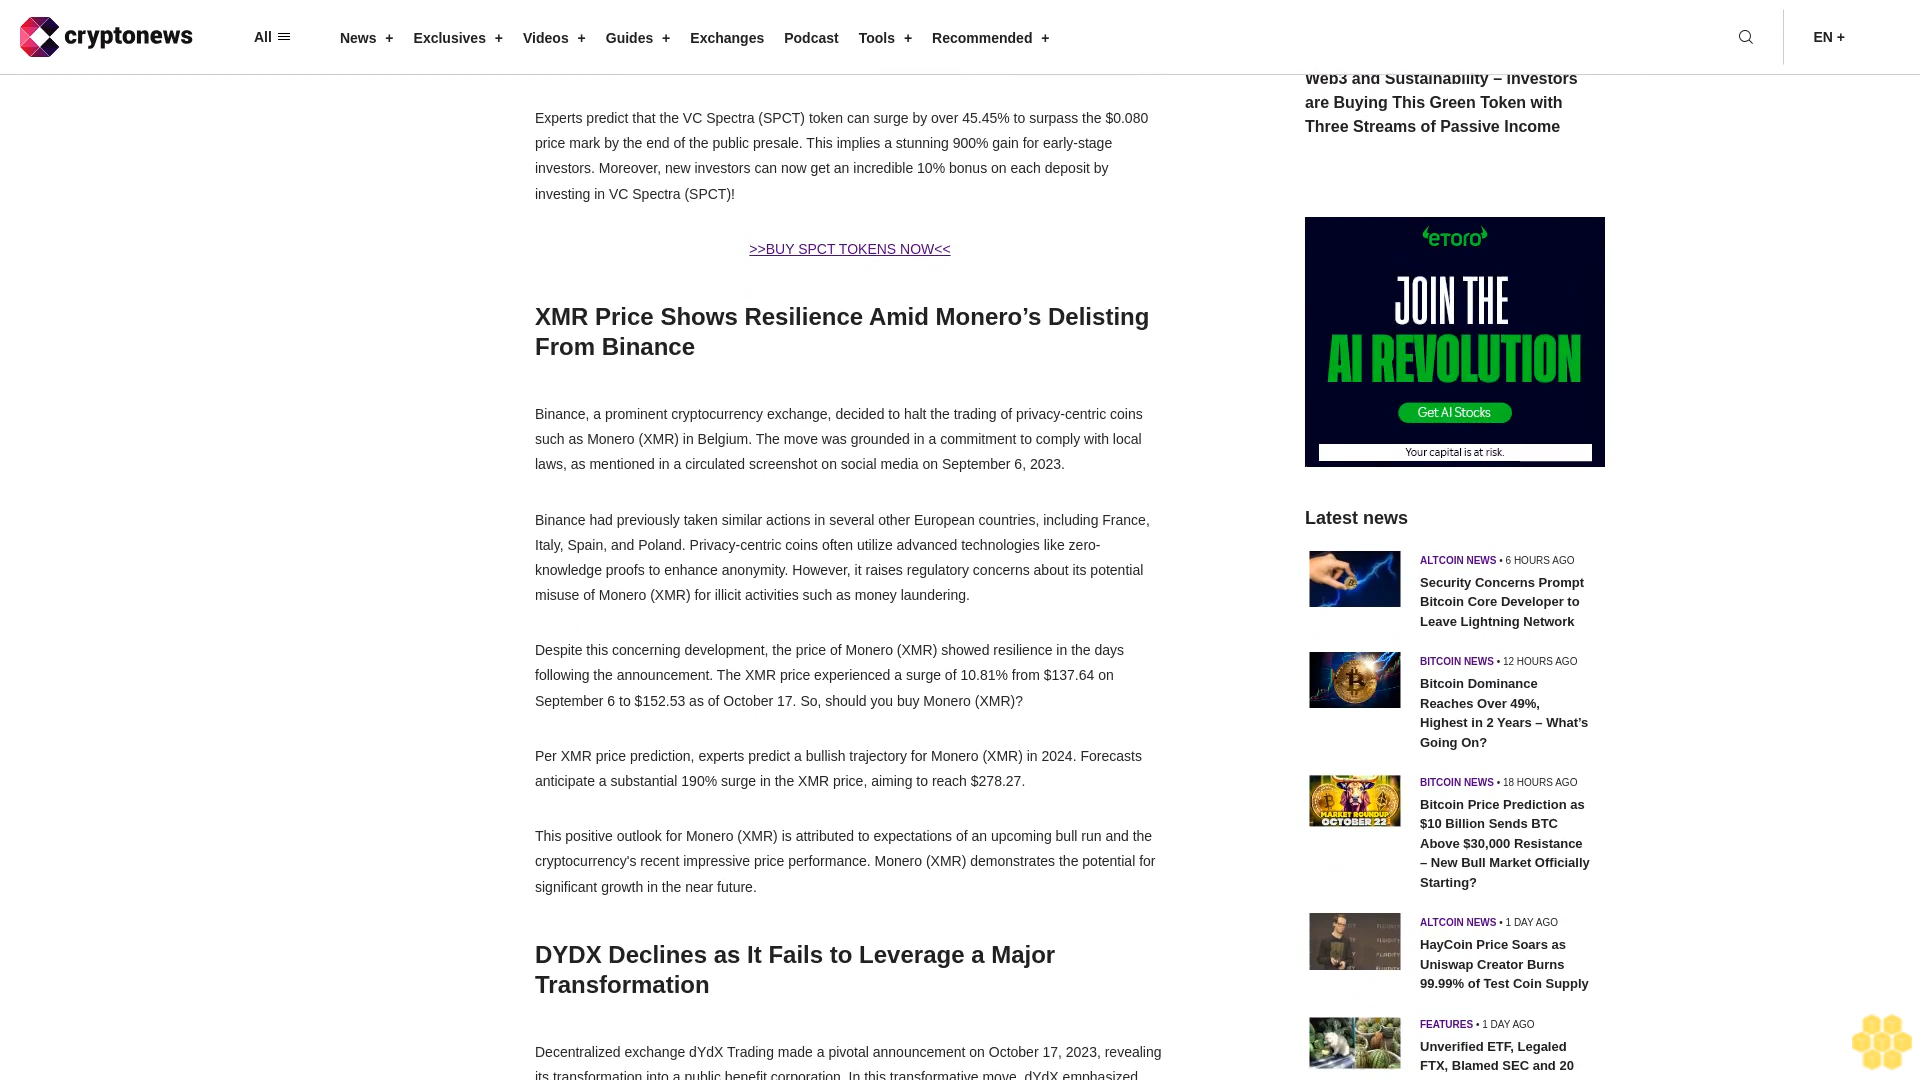 cryptonews
All
News +
Exclusives +
Videos +
Guides +
Exchanges
Podcast
Tools +
Recommended +
EN +
Experts predict that the VC Spectra (SPCT) token can surge by over 45.45% to surpass the $0.080
price mark by the end of the public presale. This implies a stunning 900% gain for early-stage
investors. Moreover, new investors can now get an incredible 10% bonus on each deposit by
investing in VC Spectra (SPCT)!
>>BUY SPCT TOKENS NOW<<
XMR Price Shows Resilience Amid Monero’s Delisting
From Binance
Binance, a prominent cryptocurrency exchange, decided to halt the trading of privacy-centric coins
such as Monero (XMR) in Belgium. The move was grounded in a commitment to comply with local
laws, as mentioned in a circulated screenshot on social media on September 6, 2023.
Binance had previously taken similar actions in several other European countries, including France,
Italy, Spain, and Poland. Privacy-centric coins often utilize advanced technologies like zero-
knowledge proofs to enhance anonymity. However, it raises regulatory concerns about its potential
misuse of Monero (XMR) for illicit activities such as money laundering.
Despite this concerning development, the price of Monero (XMR) showed resilience in the days
following the announcement. The XMR price experienced a surge of 10.81% from $137.64 on
September 6 to $152.53 as of October 17. So, should you buy Monero (XMR)?
Per XMR price prediction, experts predict a bullish trajectory for Monero (XMR) in 2024. Forecasts
anticipate a substantial 190% surge in the XMR price, aiming to reach $278.27.
This positive outlook for Monero (XMR) is attributed to expectations of an upcoming bull run and the
cryptocurrency's recent impressive price performance. Monero (XMR) demonstrates the potential for
significant growth in the near future.
DYDX Declines as It Fails to Leverage a Major
Transformation
Decentralized exchange dYdX Trading made a pivotal announcement on October 17, 2023, revealing
its transformation into a public benefit corporation. In this transformative move, dYdX emphasized
Web3 and Sustainability – Investors
are Buying This Green Token with
Three Streams of Passive Income
eToro
JOIN THE
AI REVOLUTION
Get AI Stocks
Your capital is at risk.
Latest news
ALTCOIN NEWS • 6 HOURS AGO
Security Concerns Prompt
Bitcoin Core Developer to
Leave Lightning Network
BITCOIN NEWS • 12 HOURS AGO
Bitcoin Dominance
Reaches Over 49%,
Highest in 2 Years – What’s
Going On?
MARKET ROUNDUP
OCTOBER 22
BITCOIN NEWS • 18 HOURS AGO
Bitcoin Price Prediction as
$10 Billion Sends BTC
Above $30,000 Resistance
– New Bull Market Officially
Starting?
ALTCOIN NEWS • 1 DAY AGO
HayCoin Price Soars as
Uniswap Creator Burns
99.99% of Test Coin Supply
FEATURES • 1 DAY AGO
Unverified ETF, Legaled
FTX, Blamed SEC and 20